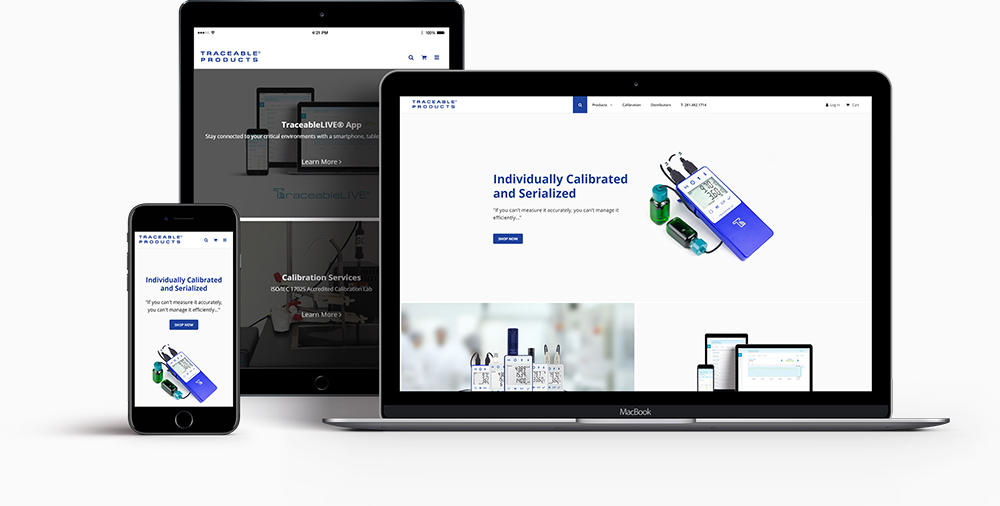 4:21 PM
100%
TRACEABLE®
PRODUCTS
TraceableLIVE® App
Stay connected to your critical environments with a smartphone, table
Learn More >
TraceableLIVE®
Calibration Services
ISO/IEC 17025 Accredited Calibration Lab
Learn More >
TRACEABLE®
PRODUCTS
Individually Calibrated
and Serialized
"If you can't measure it accurately,
you can't manage it efficiently..."
SHOP NOW
TRACEABLE®
PRODUCTS
Products Calibration Distributors T: 281.482.1714 Log in Cart
Individually Calibrated
and Serialized
"If you can't measure it accurately, you can't manage it
efficiently..."
SHOP NOW
MacBook